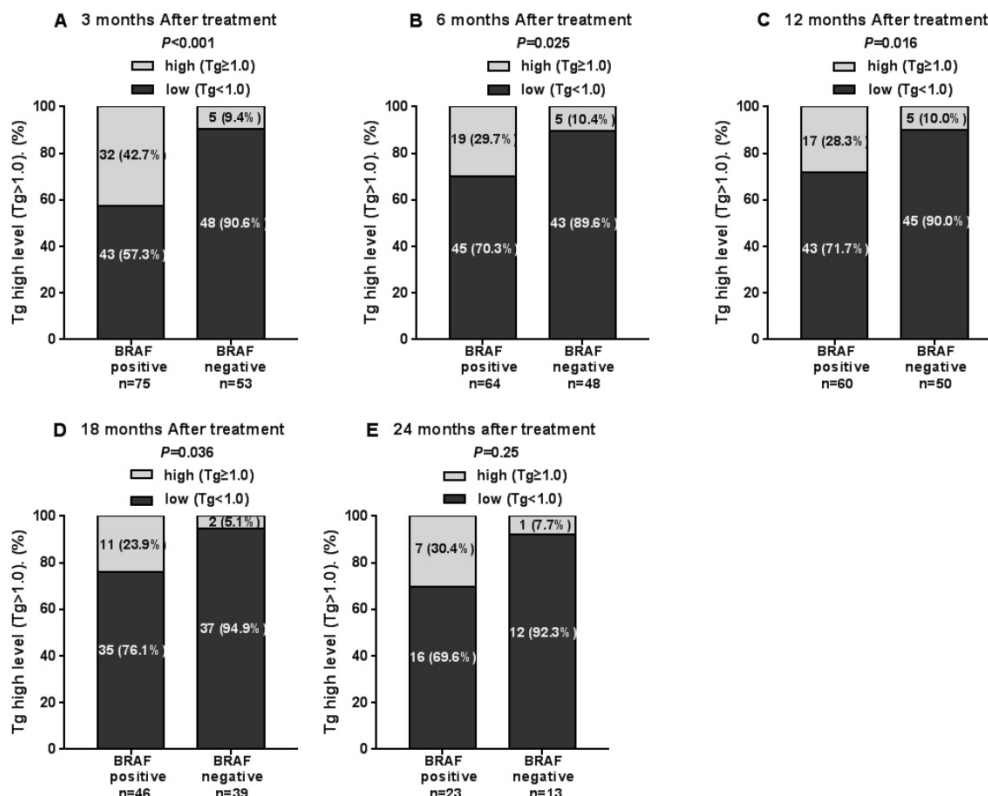 A 3 months After treatment
P<0.001
high (Tg≥1.0)
low (Tg<1.0)
Tg high level (Tg>1.0). (%)
100
80
60
40
20
0
32 (42.7%)
43 (57.3%)
5 (9.4%)
48 (90.6%)
BRAF
positive
n=75
BRAF
negative
n=53
B 6 months After treatment
P=0.025
high (Tg≥1.0)
low (Tg<1.0)
Tg high level (Tg>1.0). (%)
100
80
60
40
20
0
19 (29.7%)
45 (70.3%)
5 (10.4%)
43 (89.6%)
BRAF
positive
n=64
BRAF
negative
n=48
C 12 months After treatment
P=0.016
high (Tg≥1.0)
low (Tg<1.0)
Tg high level (Tg>1.0). (%)
100
80
60
40
20
0
17 (28.3%)
43 (71.7%)
5 (10.0%)
45 (90.0%)
BRAF
positive
n=60
BRAF
negative
n=50
D 18 months After treatment
P=0.036
high (Tg≥1.0)
low (Tg<1.0)
Tg high level (Tg>1.0). (%)
100
80
60
40
20
0
11 (23.9%)
35 (76.1%)
2 (5.1%)
37 (94.9%)
BRAF
positive
n=46
BRAF
negative
n=39
E 24 months after treatment
P=0.25
high (Tg≥1.0)
low (Tg<1.0)
Tg high level (Tg>1.0). (%)
100
80
60
40
20
0
7 (30.4%)
16 (69.6%)
1 (7.7%)
12 (92.3%)
BRAF
positive
n=23
BRAF
negative
n=13